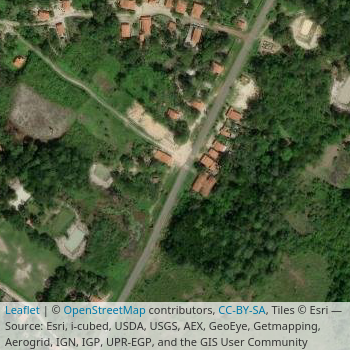 Leaflet | © OpenStreetMap contributors, CC-BY-SA, Tiles © Esri —
Source: Esri, i-cubed, USDA, USGS, AEX, GeoEye, Getmapping,
Aerogrid, IGN, IGP, UPR-EGP, and the GIS User Community